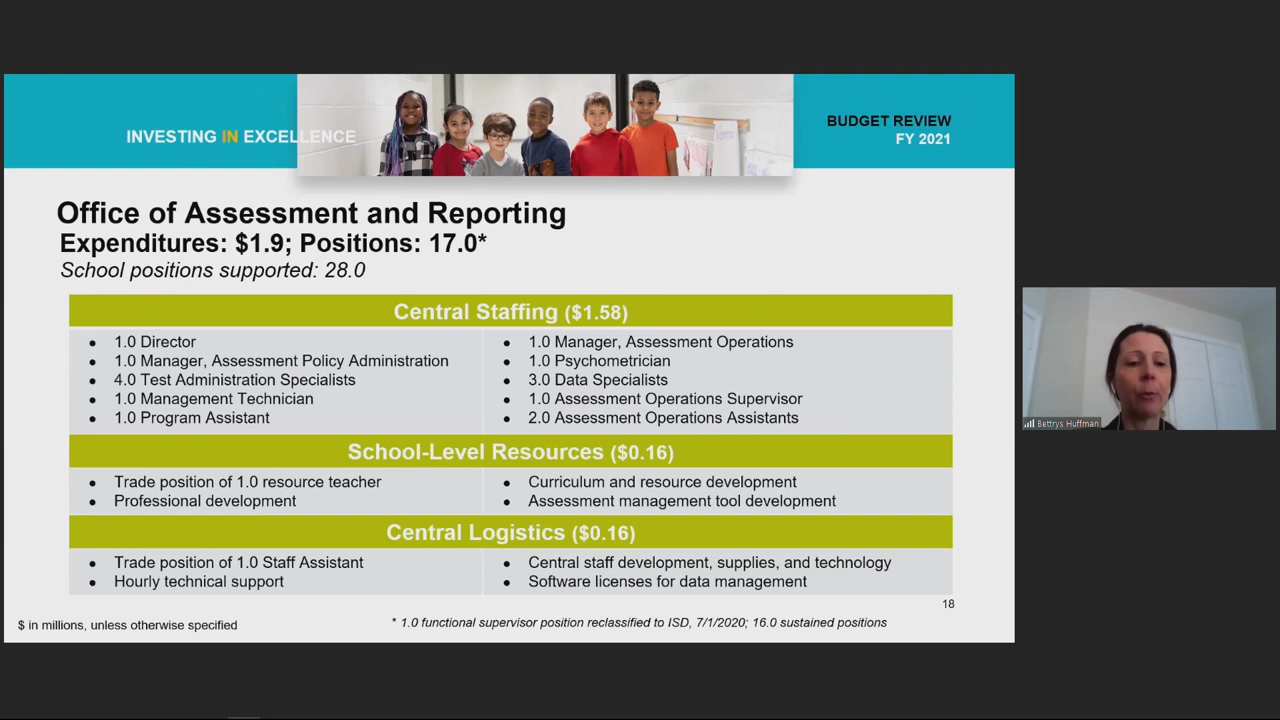 INVESTING IN EXCELLENCE
BUDGET REVIEW
FY 2021
Office of Assessment and Reporting
Expenditures: $1.9; Positions: 17.0*
School positions supported: 28.0
Central Staffing ($1.58)
• 1.0 Director
• 1.0 Manager, Assessment Policy Administration
• 4.0 Test Administration Specialists
• 1.0 Management Technician
• 1.0 Program Assistant
• 1.0 Manager, Assessment Operations
• 1.0 Psychometrician
• 3.0 Data Specialists
• 1.0 Assessment Operations Supervisor
• 2.0 Assessment Operations Assistants
School-Level Resources ($0.16)
• Trade position of 1.0 resource teacher
• Professional development
• Curriculum and resource development
• Assessment management tool development
Central Logistics ($0.16)
• Trade position of 1.0 Staff Assistant
• Hourly technical support
• Central staff development, supplies, and technology
• Software licenses for data management
18
$ in millions, unless otherwise specified
* 1.0 functional supervisor position reclassified to ISD, 7/1/2020; 16.0 sustained positions
Bettrys Huffman